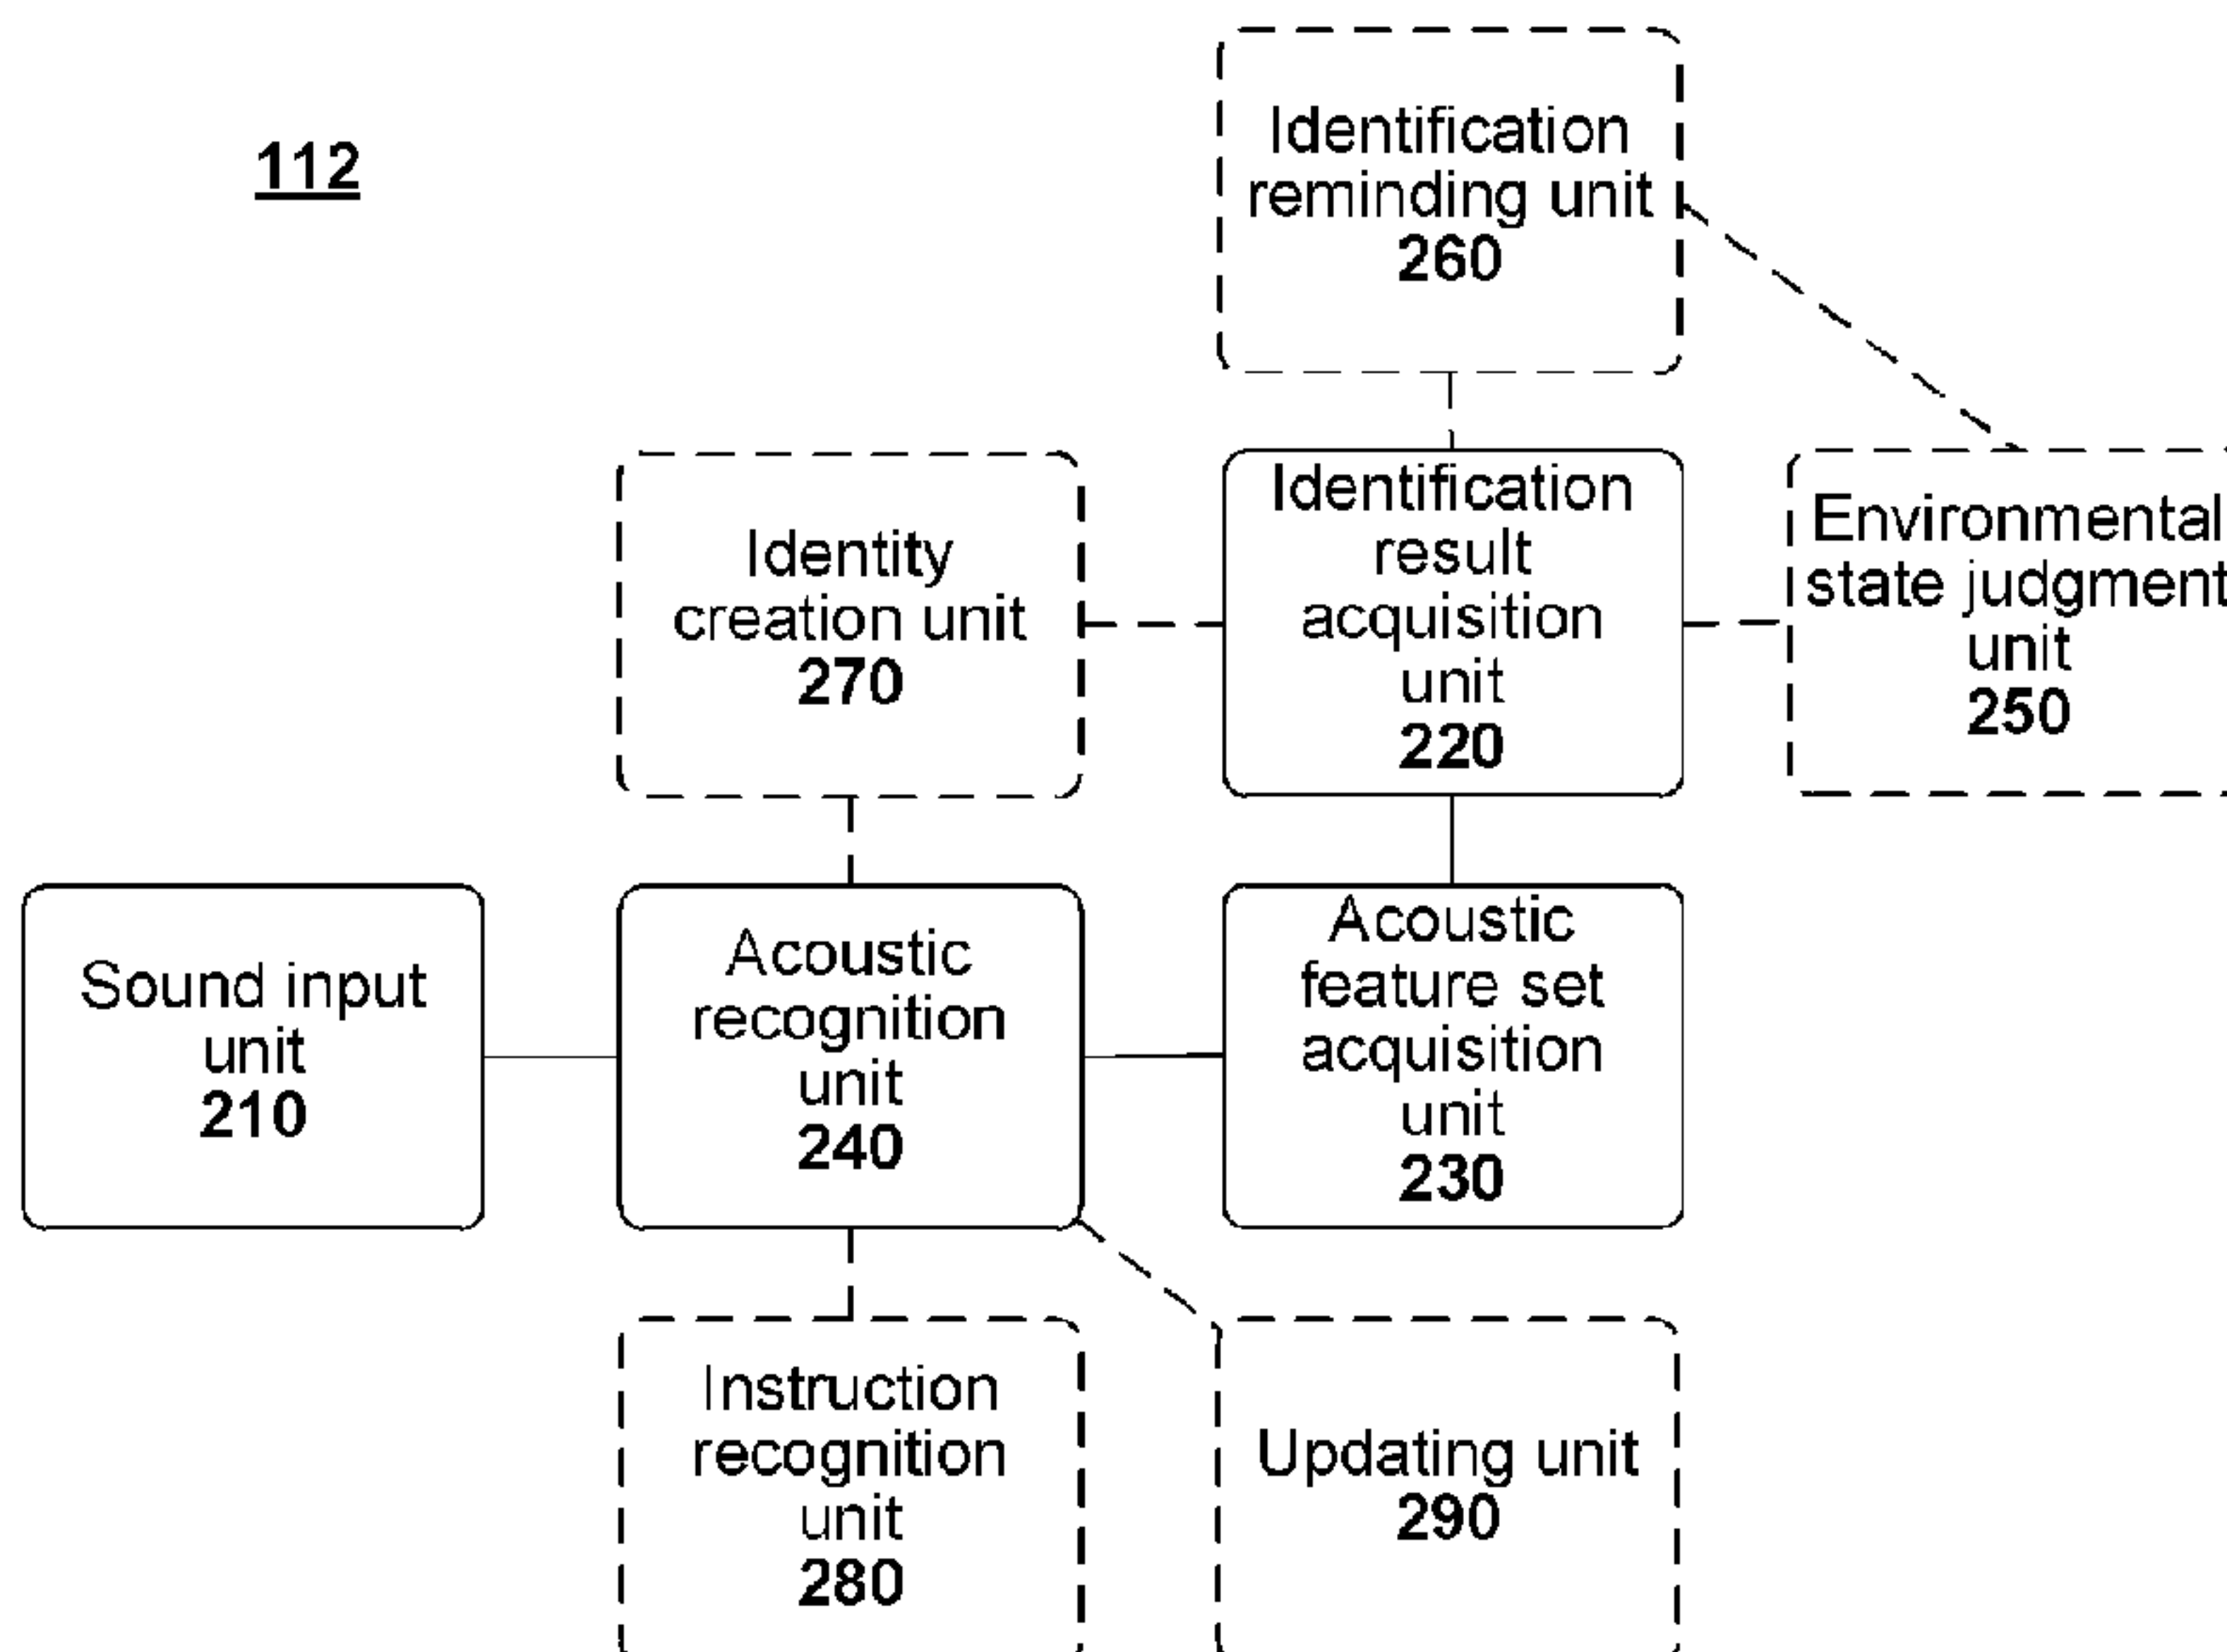 112
Identification
reminding unit
260
Identity
creation unit
270
Identification
result
acquisition
unit
220
Environmental
state judgment
unit
250
Sound input
unit
210
Acoustic
recognition
unit
240
Acoustic
feature set
acquisition
unit
230
Instruction
recognition
unit
280
Updating unit
290